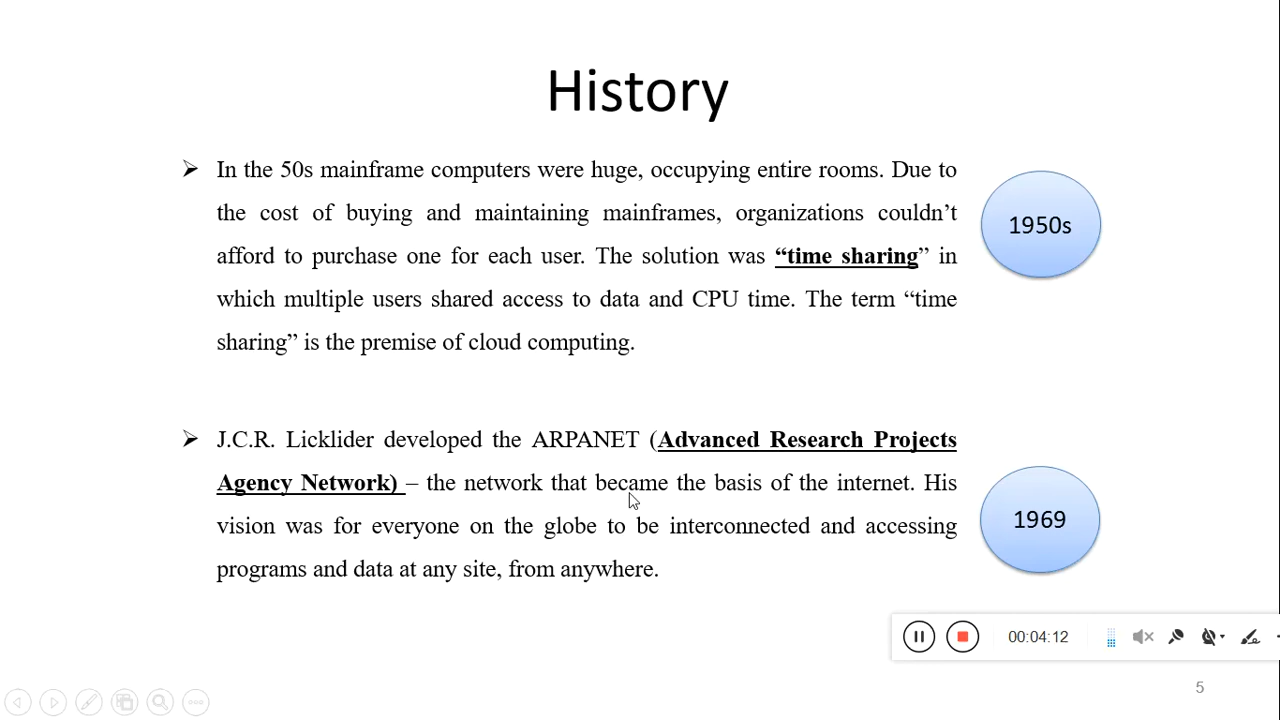 History
In the 50s mainframe computers were huge, occupying entire rooms. Due to
the cost of buying and maintaining mainframes, organizations couldn’t
afford to purchase one for each user. The solution was “time sharing” in
which multiple users shared access to data and CPU time. The term “time
sharing” is the premise of cloud computing.
1950s
J.C.R. Licklider developed the ARPANET (Advanced Research Projects
Agency Network) – the network that became the basis of the internet. His
vision was for everyone on the globe to be interconnected and accessing
programs and data at any site, from anywhere.
1969
00:04:12
5